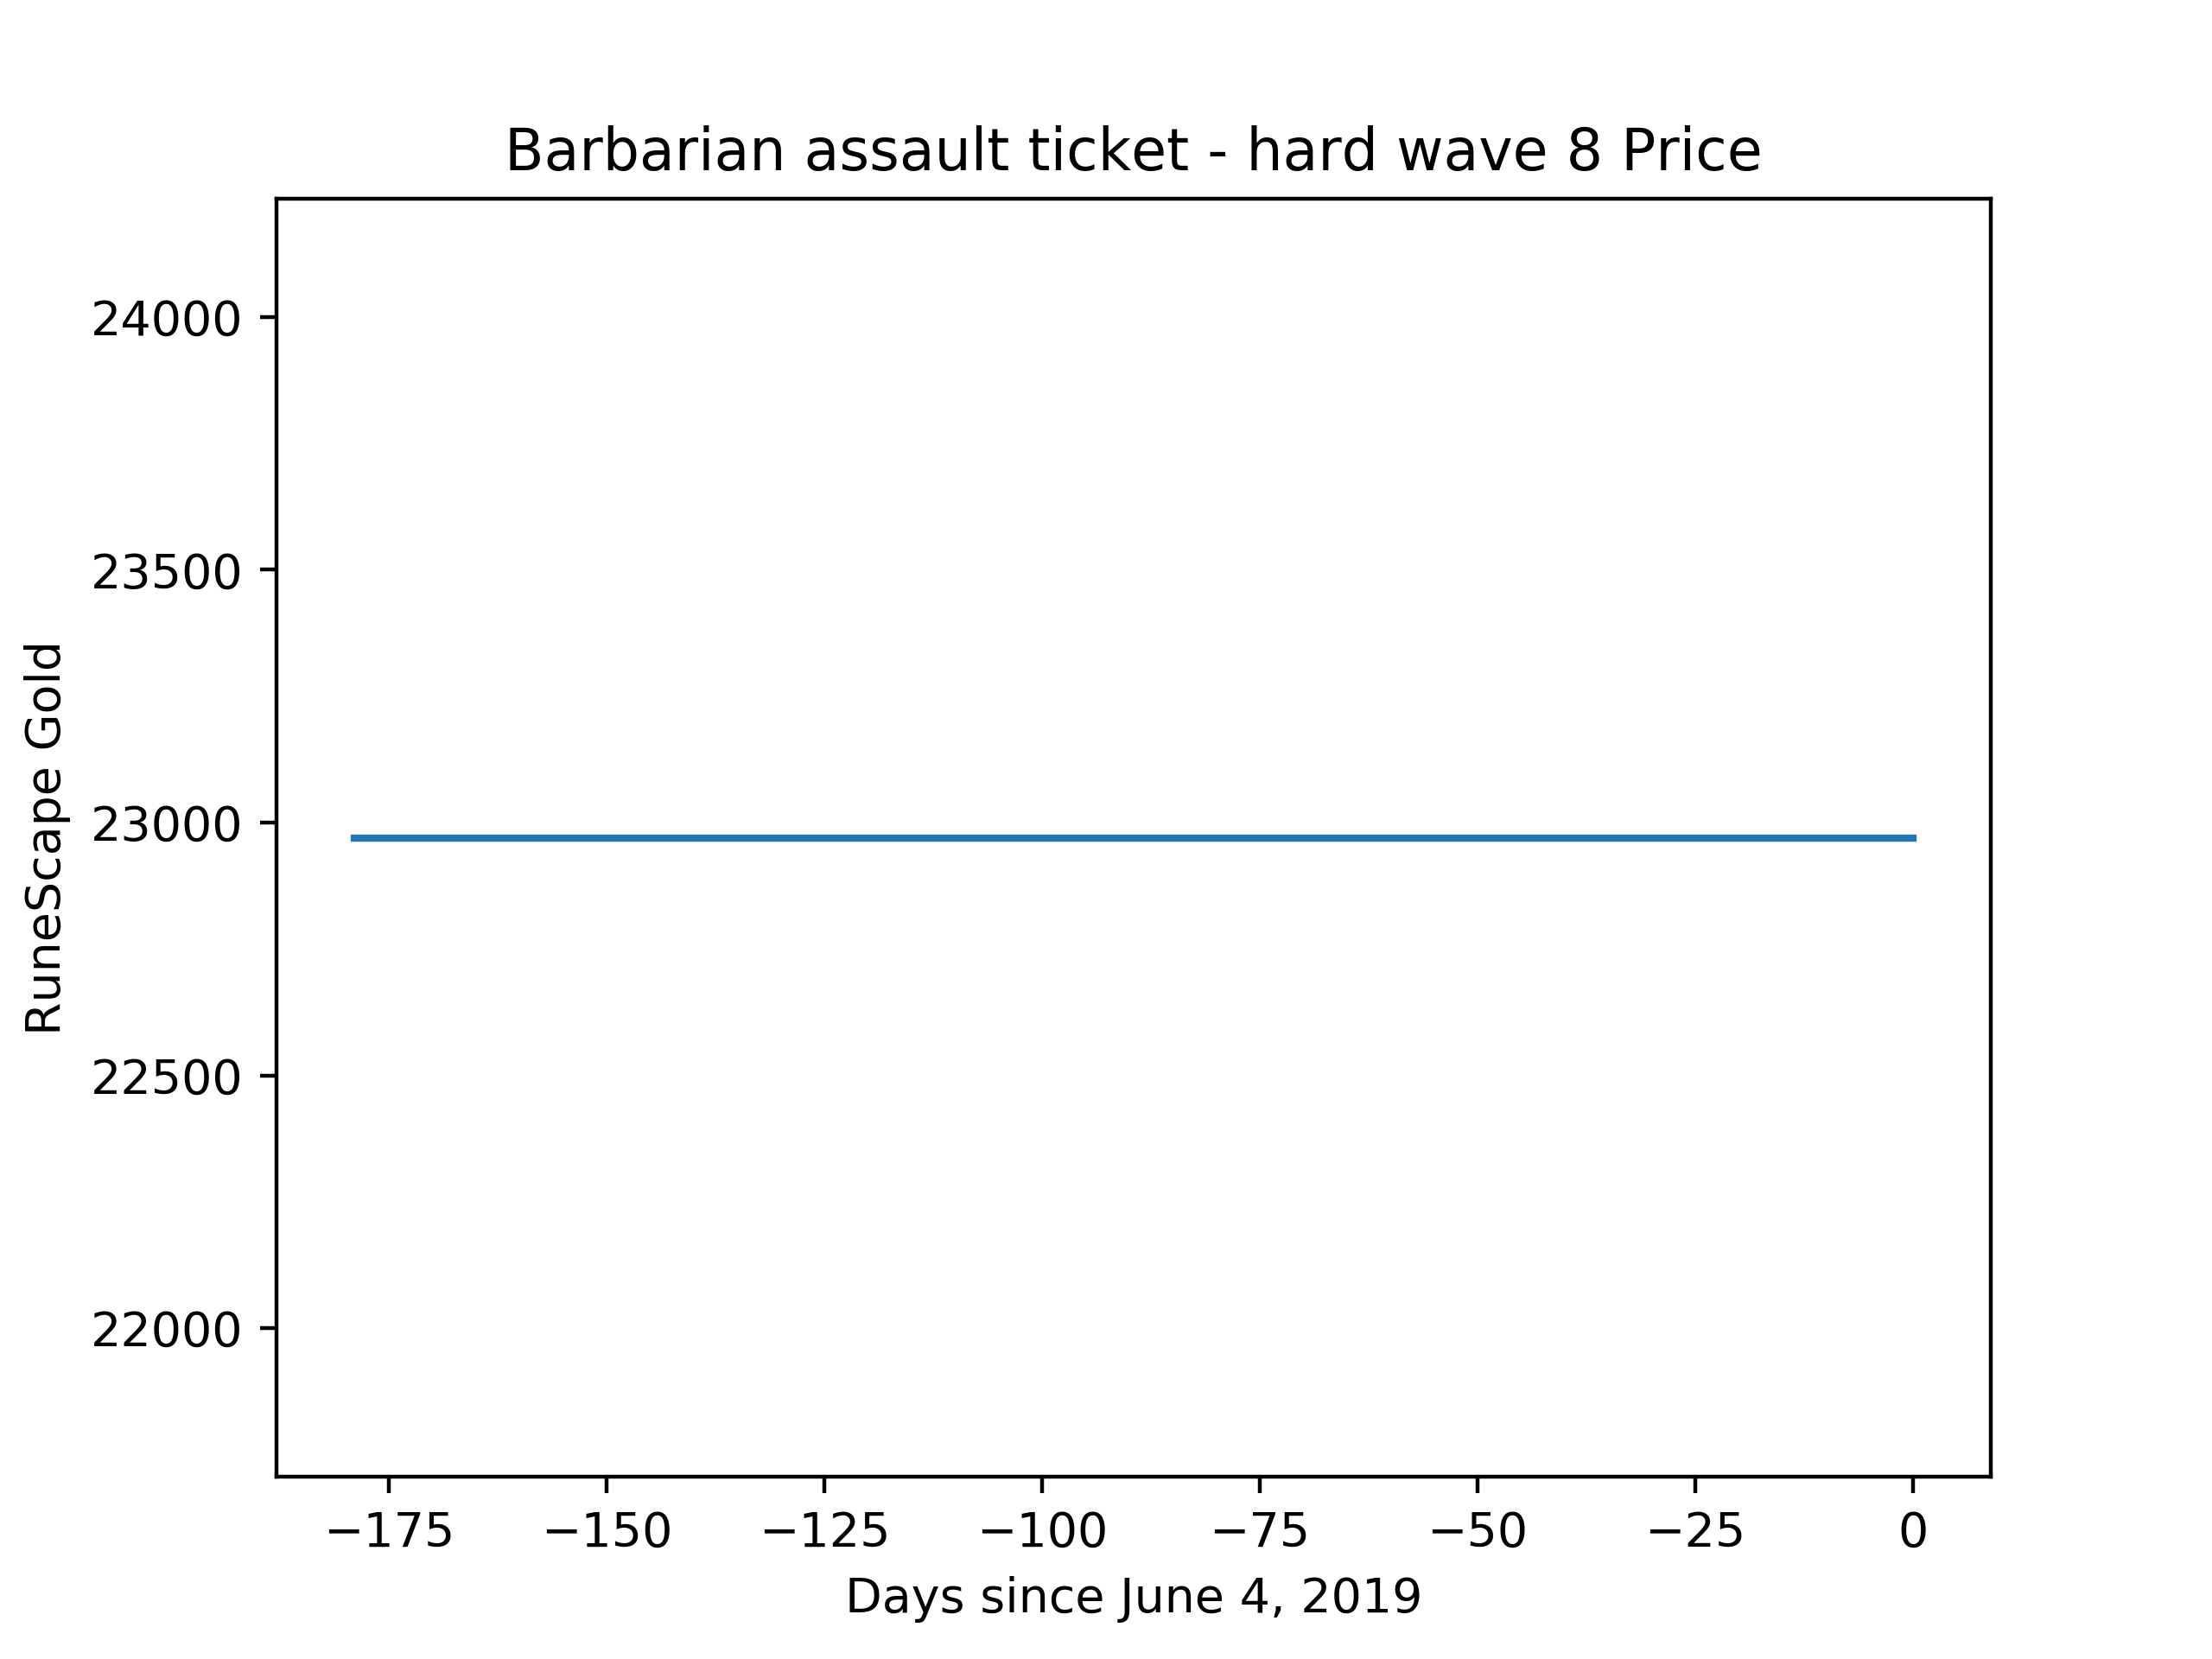 Barbarian assault ticket - hard wave 8 Price
24000
23500
23000
22500
22000
RuneScape Gold
−175 −150 −125 −100 −75 −50 −25 0
Days since June 4, 2019